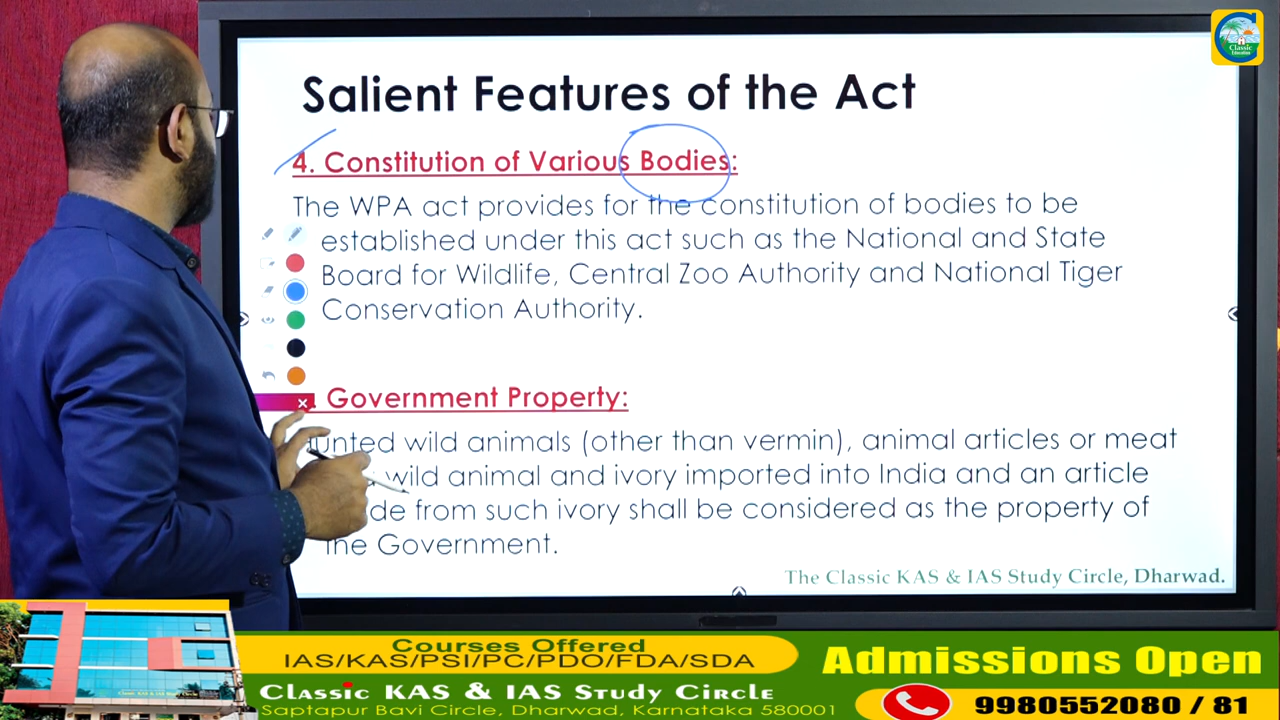 Classic
Education
Salient Features of the Act
4. Constitution of Various Bodies:
The WPA act provides for the constitution of bodies to be
established under this act such as the National and State
Board for Wildlife, Central Zoo Authority and National Tiger
Conservation Authority.
. Government Property:
unted wild animals (other than vermin), animal articles or meat
wild animal and ivory imported into India and an article
de from such ivory shall be considered as the property of
the Government.
The Classic KAS & IAS Study Circle, Dharwad.
Courses Offered
IAS/KAS/PSI/PC/PDO/FDA/SDA
Classic KAS & IAS Study Circle
Saptapur Bavi Circle, Dharwad, Karnataka 580001
Admissions Open
9980552080 / 81